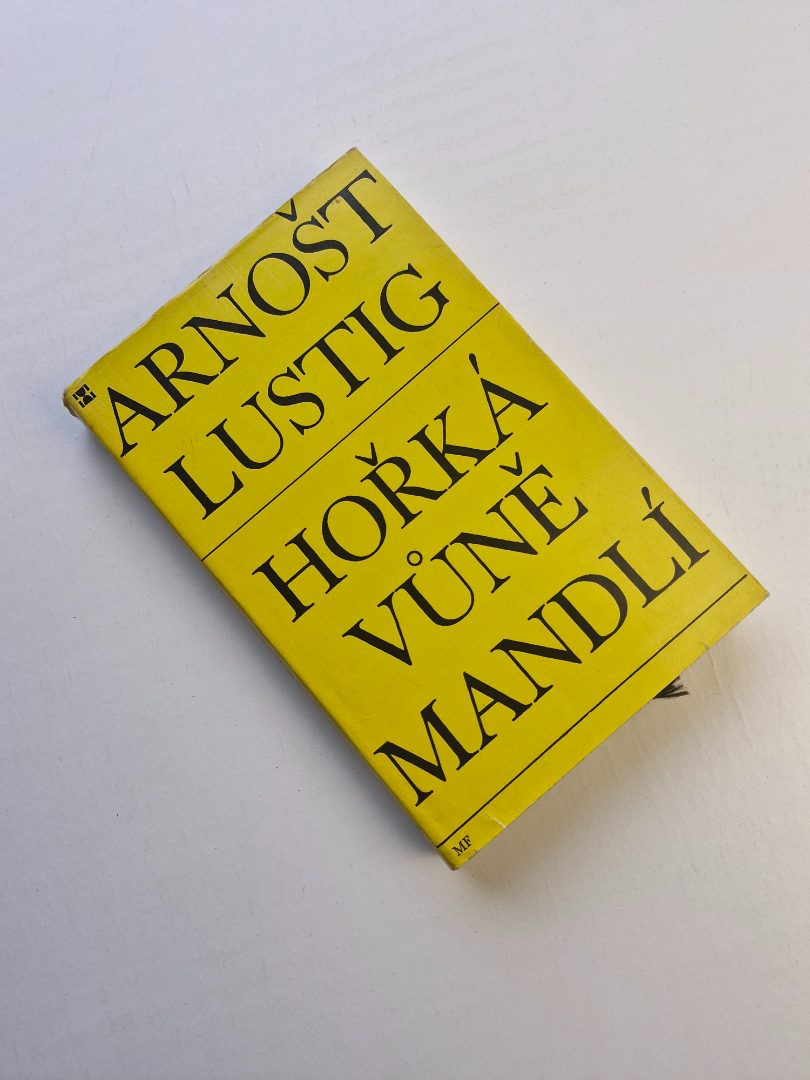 ARNOŠT
LUSTIG
HOŘKÁ
VŮNĚ
MANDLÍ
MF